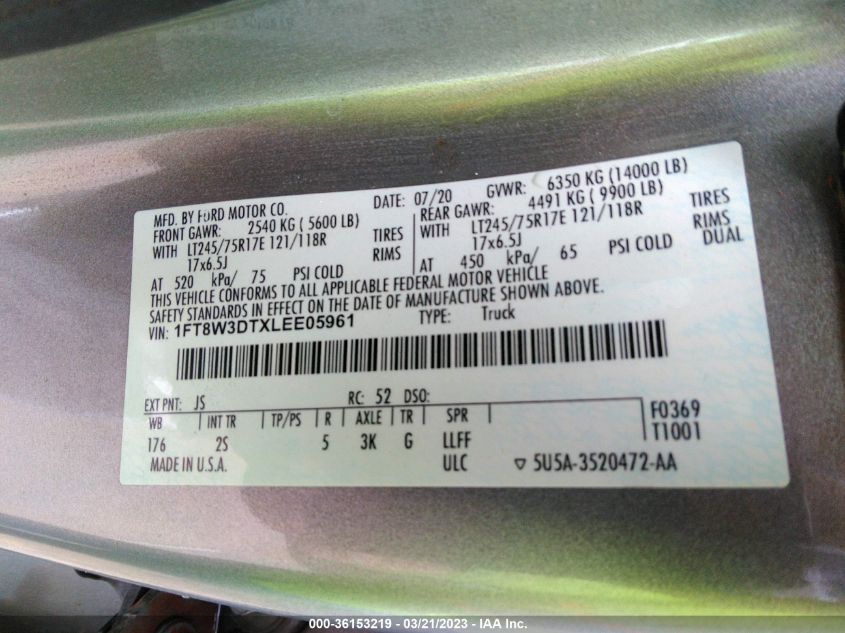 MFD. BY FORD MOTOR CO. DATE: 07/20 GVWR: 6350 KG (14000 LB)
FRONT GAWR: 2540 KG ( 5600 LB) REAR GAWR: 4491 KG ( 9900 LB)
WITH LT245/75R17E 121/118R TIRES WITH LT245/75R17E 121/118R TIRES
17x6.5J RIMS 17x6.5J RIMS
AT 520 kPa/ 75 PSI COLD AT 450 kPa/ 65 PSI COLD DUAL
THIS VEHICLE CONFORMS TO ALL APPLICABLE FEDERAL MOTOR VEHICLE
SAFETY STANDARDS IN EFFECT ON THE DATE OF MANUFACTURE SHOWN ABOVE.
VIN: 1FT8W3DTXLEE05961 TYPE: Truck
EXT PNT: JS RC: 52 DSO:
WB INT TR TP/PS R AXLE TR SPR F0369
176 2S 5 3K G LLFF T1001
MADE IN U.S.A. ULC ▽ 5U5A-3520472-AA
000-36153219 - 03/21/2023 - IAA Inc.